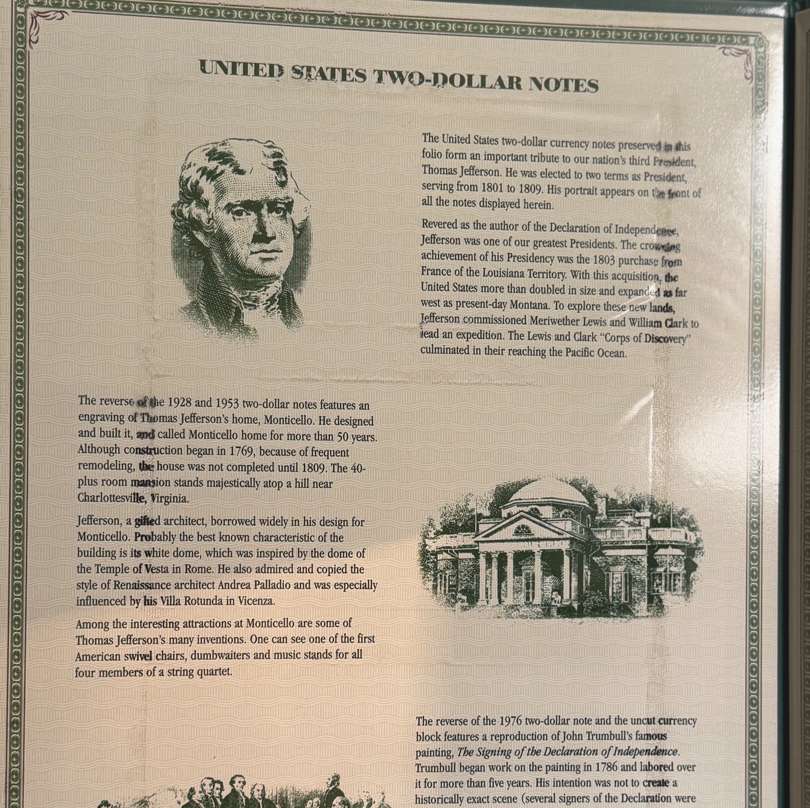 UNITED STATES TWO-DOLLAR NOTES
The United States two-dollar currency notes preserved in this
folio form an important tribute to our nation's third President,
Thomas Jefferson. He was elected to two terms as President,
serving from 1801 to 1809. His portrait appears on the front of
all the notes displayed herein.
Revered as the author of the Declaration of Independence,
Jefferson was one of our greatest Presidents. The crowning
achievement of his Presidency was the 1803 purchase from
France of the Louisiana Territory. With this acquisition, the
United States more than doubled in size and expanded as far
west as present-day Montana. To explore these new lands,
Jefferson commissioned Meriwether Lewis and William Clark to
lead an expedition. The Lewis and Clark "Corps of Discovery"
culminated in their reaching the Pacific Ocean.
The reverse of the 1928 and 1953 two-dollar notes features an
engraving of Thomas Jefferson's home, Monticello. He designed
and built it, and called Monticello home for more than 50 years.
Although construction began in 1769, because of frequent
remodeling, the house was not completed until 1809. The 40-
plus room mansion stands majestically atop a hill near
Charlottesville, Virginia.
Jefferson, a gifted architect, borrowed widely in his design for
Monticello. Probably the best known characteristic of the
building is its white dome, which was inspired by the dome of
the Temple of Vesta in Rome. He also admired and copied the
style of Renaissance architect Andrea Palladio and was especially
influenced by his Villa Rotunda in Vicenza.
Among the interesting attractions at Monticello are some of
Thomas Jefferson's many inventions. One can see one of the first
American swivel chairs, dumbwaiters and music stands for all
four members of a string quartet.
The reverse of the 1976 two-dollar note and the uncut currency
block features a reproduction of John Trumbull's famous
painting, The Signing of the Declaration of Independence.
Trumbull began work on the painting in 1786 and labored over
it for more than five years. His intention was not to create a
historically exact scene (several signers of the Declaration were